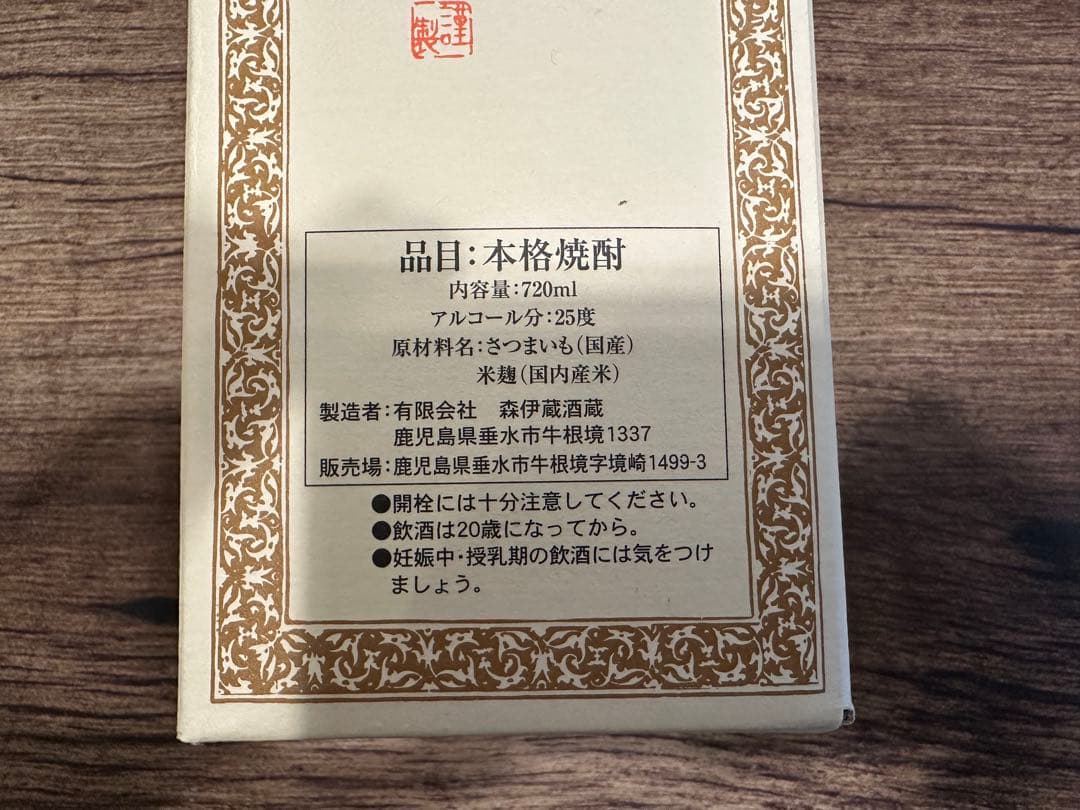 謹製
品目：本格焼酎
内容量：720ml
アルコール分：25度
原材料名：さつまいも（国産）
米麹（国内産米）
製造者：有限会社　森伊蔵酒蔵
鹿児島県垂水市牛根境1337
販売場：鹿児島県垂水市牛根境字境崎1499-3
●開栓には十分注意してください。
●飲酒は20歳になってから。
●妊娠中・授乳期の飲酒には気をつけ
ましょう。